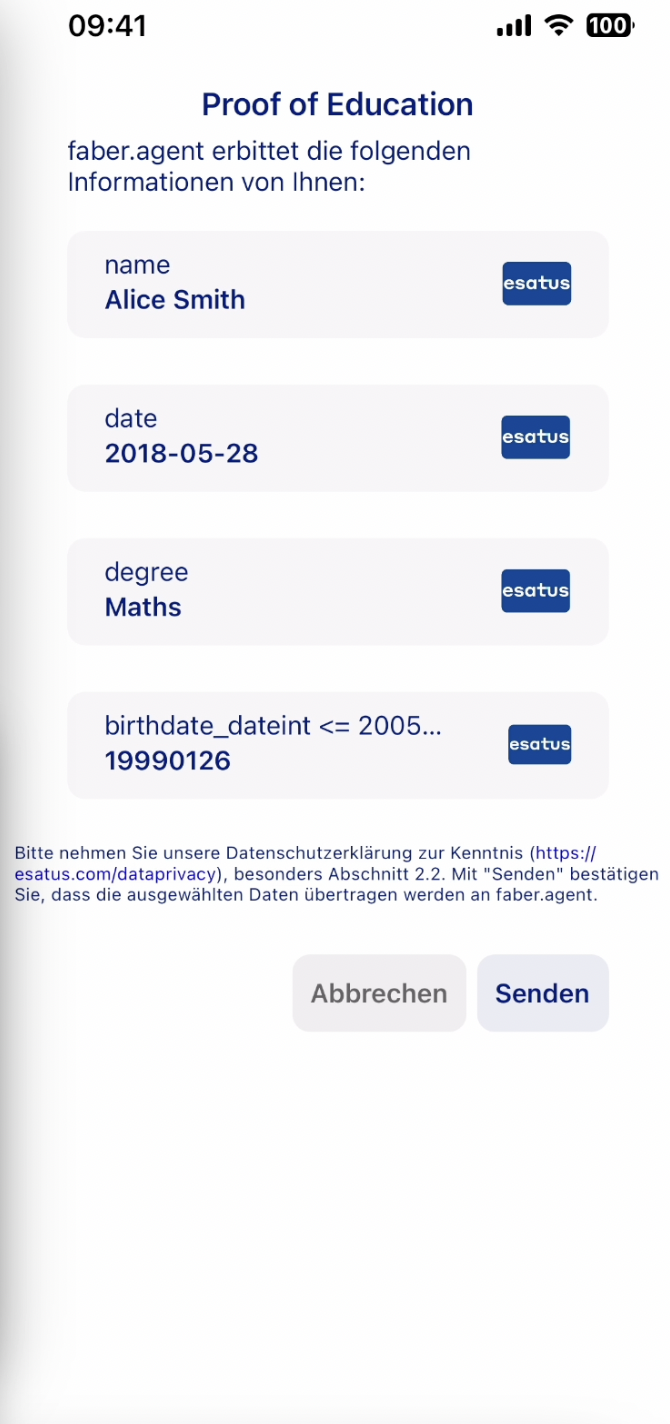 09:41
100
Proof of Education
faber.agent erbittet die folgenden
Informationen von Ihnen:
name
Alice Smith
esatus
date
2018-05-28
esatus
degree
Maths
esatus
birthdate_dateint <= 2005...
19990126
esatus
Bitte nehmen Sie unsere Datenschutzerklärung zur Kenntnis (https://
esatus.com/dataprivacy), besonders Abschnitt 2.2. Mit "Senden" bestätigen
Sie, dass die ausgewählten Daten übertragen werden an faber.agent.
Abbrechen
Senden